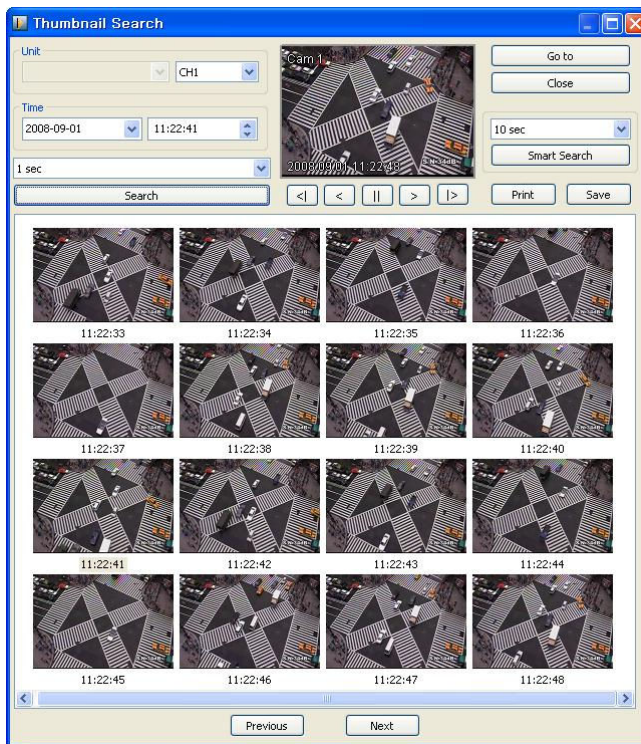 Thumbnail Search
Unit
CH1
Time
2008-09-01
11:22:41
1 sec
Search
Cam 1
2008/09/01 11:22:48
<|
<
||
>
|>
Go to
Close
10 sec
Smart Search
Print
Save
11:22:33
11:22:34
11:22:35
11:22:36
11:22:37
11:22:38
11:22:39
11:22:40
11:22:41
11:22:42
11:22:43
11:22:44
11:22:45
11:22:46
11:22:47
11:22:48
Previous
Next